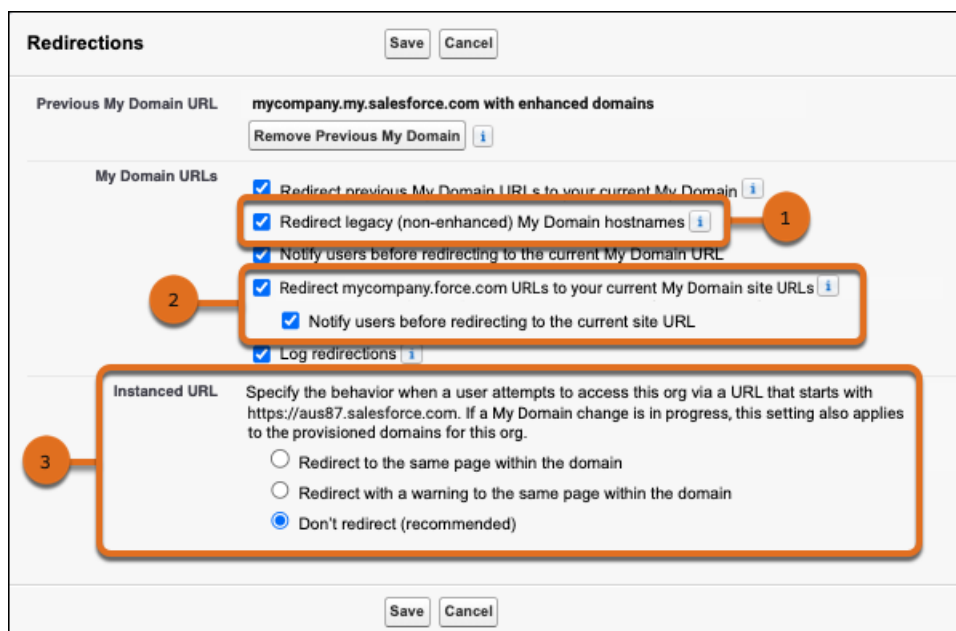 Redirections Save Cancel
Previous My Domain URL mycompany.my.salesforce.com with enhanced domains
Remove Previous My Domain i
My Domain URLs
Redirect previous My Domain URLs to your current My Domain i
Redirect legacy (non-enhanced) My Domain hostnames i
1
Notify users before redirecting to the current My Domain URL
2
Redirect mycompany.force.com URLs to your current My Domain site URLs i
Notify users before redirecting to the current site URL
Log redirections i
Instanced URL Specify the behavior when a user attempts to access this org via a URL that starts with
https://aus87.salesforce.com. If a My Domain change is in progress, this setting also applies
to the provisioned domains for this org.
3
Redirect to the same page within the domain
Redirect with a warning to the same page within the domain
Don't redirect (recommended)
Save Cancel